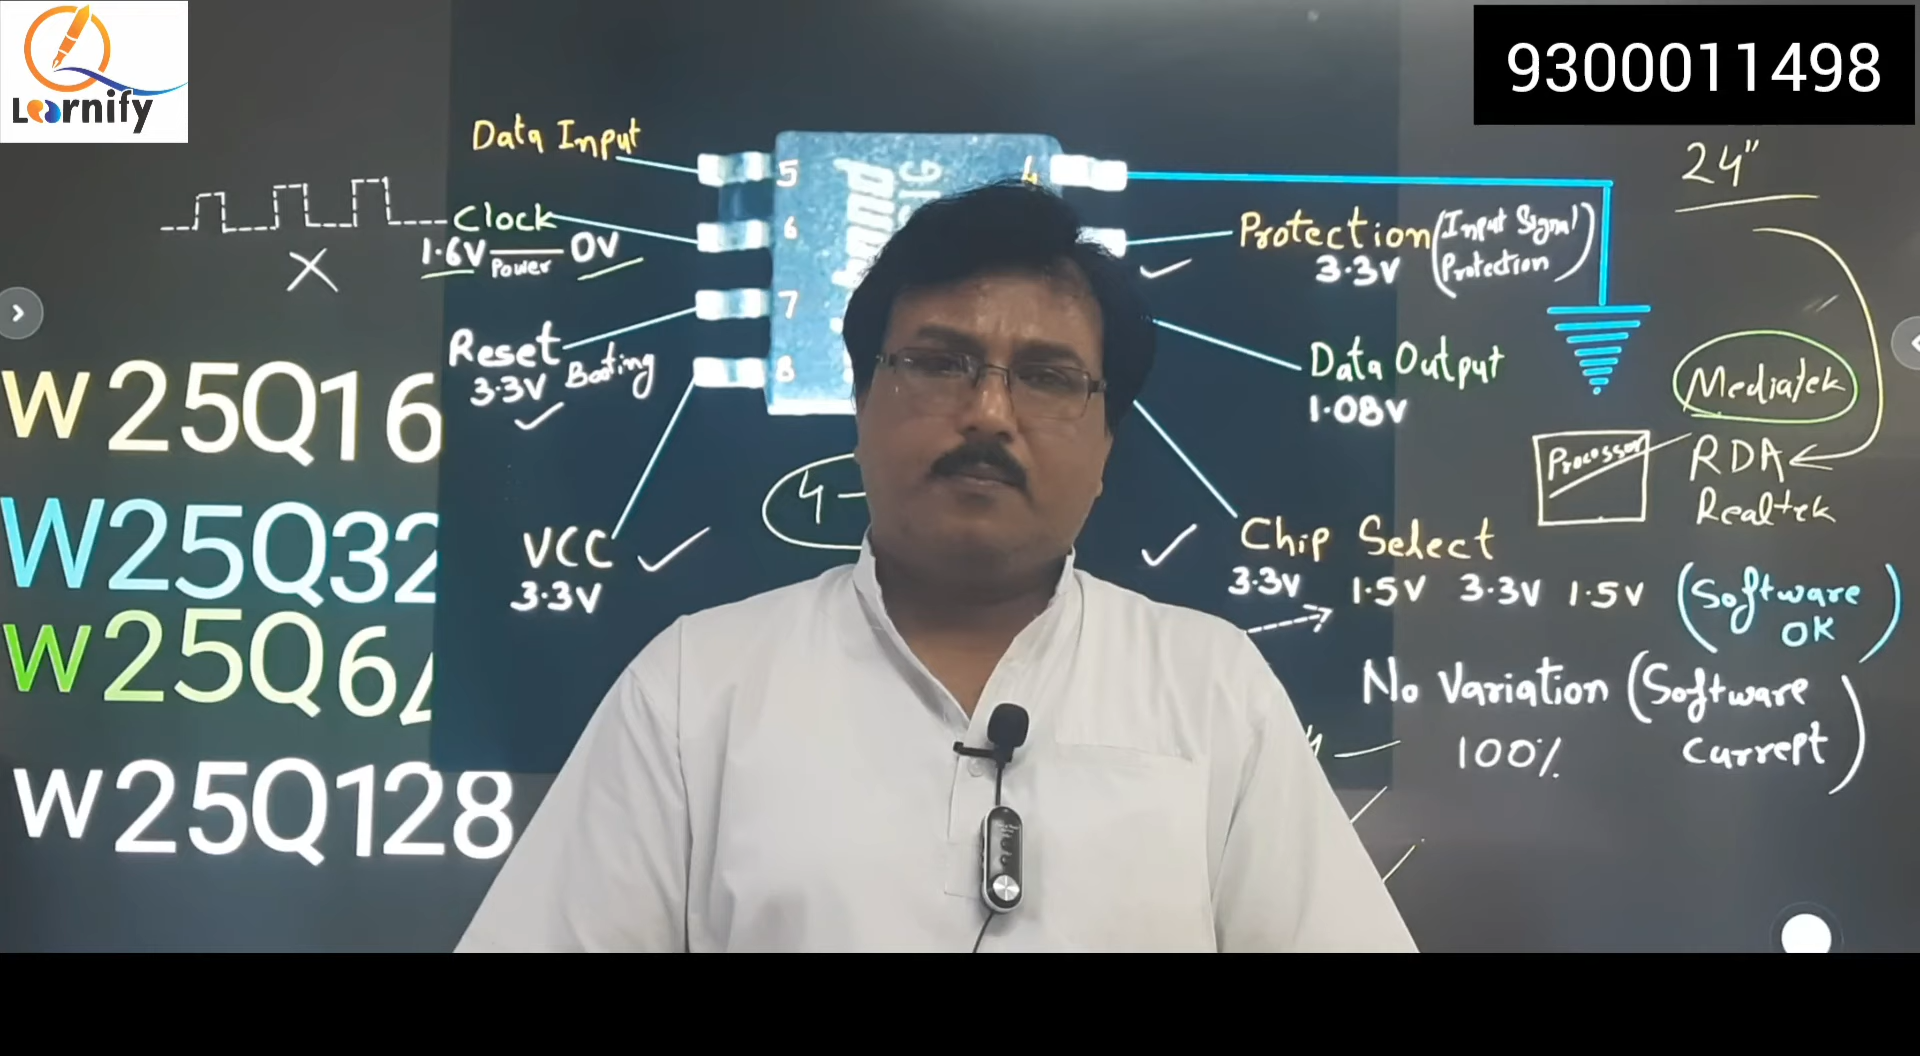 Learnify
9300011498
24"
Data Input
5
4
Clock
6
1.6V Power 0V
Protection (Input Signal Protection)
3.3V
Reset
7
3.3V Booting
8
Data Output
1.08V
Mediatek
Processor
RDA
Realtek
W25Q16
W25Q32
W25Q64
W25Q128
4-
VCC
3.3V
Chip Select
3.3V 1.5V 3.3V 1.5V (Software OK)
No Variation (Software Currept)
100%